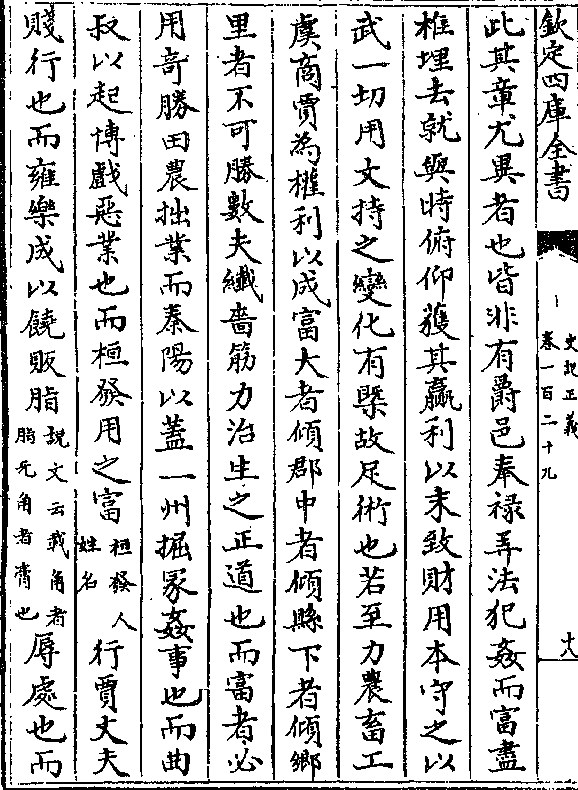 欽定四庫全書
史記正義
卷一百二十九
十八
此其章尤異者也皆非有爵邑奉禄弄法犯姦而富盡
椎埋去就與時俯仰獲其贏利以末致財用本守之以
武一切用文持之變化有槩故足術也若至力農畜工
虞商賈為權利以成富大者傾郡中者傾縣下者傾鄉
里者不可勝數夫纎嗇筋力治生之正道也而富者必
用竒勝田農拙業而秦陽以葢一州掘冢姦事也而曲
叔以起博戲惡業也而桓發用之富
桓發人
姓名
行賈丈夫
賤行也而雍樂成以饒販脂
說文云戴角者
脂无角者膏也
辱處也而